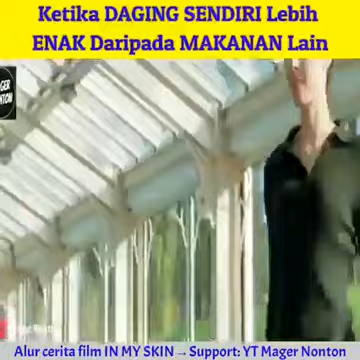 Ketika DAGING SENDIRI Lebih
ENAK Daripada MAKANAN Lain
NONTON
Alur cerita film IN MY SKIN → Support: YT Mager Nonton